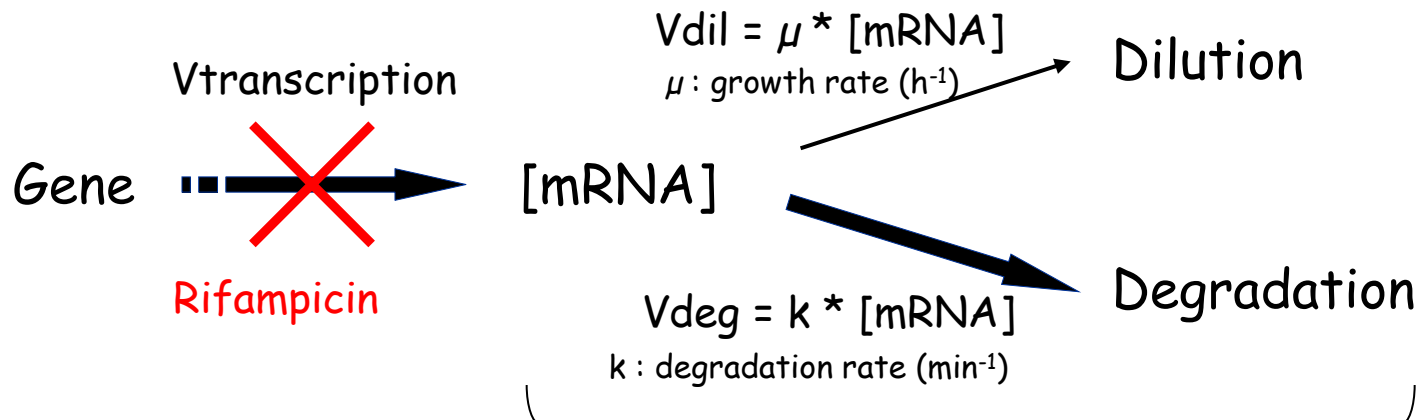 Vdil = μ * [mRNA]
μ : growth rate (h-1)
Dilution
Vtranscription
Gene
[mRNA]
Rifampicin
Vdeg = k * [mRNA]
k : degradation rate (min-1)
Degradation